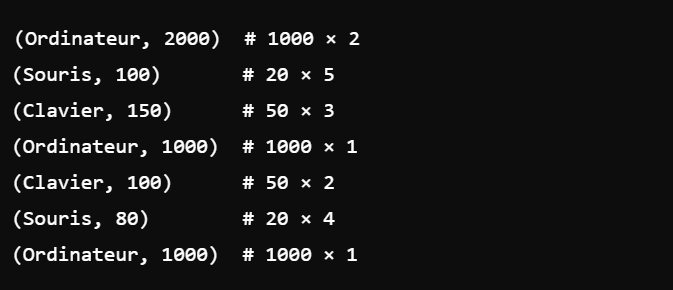 (Ordinateur, 2000)  # 1000 × 2
(Souris, 100)       # 20 × 5
(Clavier, 150)      # 50 × 3
(Ordinateur, 1000)  # 1000 × 1
(Clavier, 100)      # 50 × 2
(Souris, 80)        # 20 × 4
(Ordinateur, 1000)  # 1000 × 1